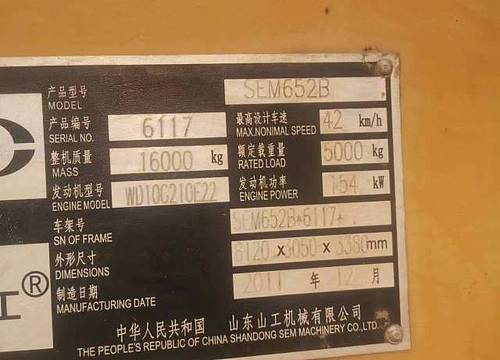 产品型号 SEM652B
MODEL
产品编号 6117 最高设计车速 42 km/h
SERIAL NO. MAX.NONIMAL SPEED
整机质量 16000 kg 额定载重量 5000 kg
MASS RATED LOAD
发动机型号 WD10G210E22 发动机功率 154 kW
ENGINE MODEL ENGINE POWER
车架号 SEM652B*6117*
SN OF FRAME
外形尺寸 8120 x 3050 x 3380 mm
DIMENSIONS
制造日期 2011 年 12 月
MANUFACTURING DATE
工®
中华人民共和国 山东山工机械有限公司
THE PEOPLE'S REPUBLIC OF CHINA SHANDONG SEM MACHINERY CO.,LTD.